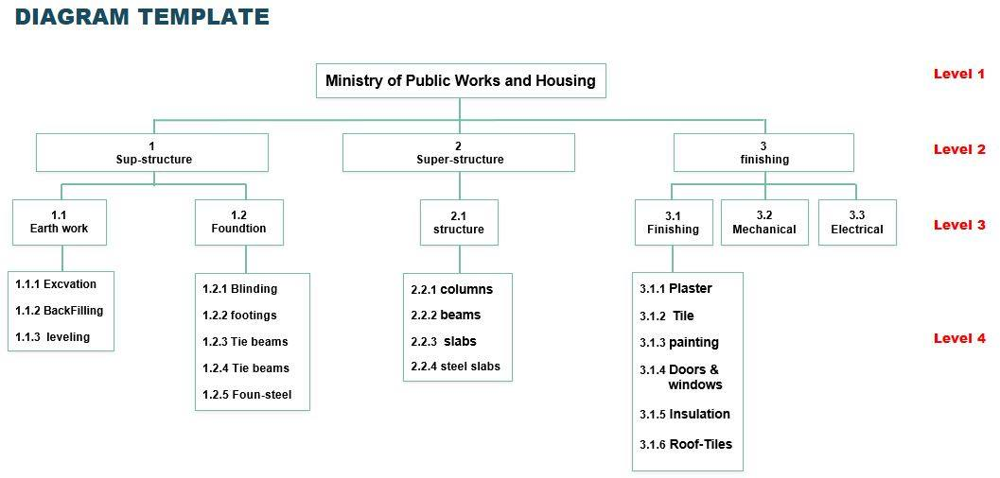 DIAGRAM TEMPLATE
Ministry of Public Works and Housing
Level 1
1
Sup-structure
2
Super-structure
3
finishing
Level 2
1.1
Earth work
1.2
Foundtion
2.1
structure
3.1
Finishing
3.2
Mechanical
3.3
Electrical
Level 3
1.1.1 Excvation
1.1.2 BackFilling
1.1.3 leveling
1.2.1 Blinding
1.2.2 footings
1.2.3 Tie beams
1.2.4 Tie beams
1.2.5 Foun-steel
2.2.1 columns
2.2.2 beams
2.2.3 slabs
2.2.4 steel slabs
3.1.1 Plaster
3.1.2 Tile
3.1.3 painting
3.1.4 Doors &
windows
3.1.5 Insulation
3.1.6 Roof-Tiles
Level 4